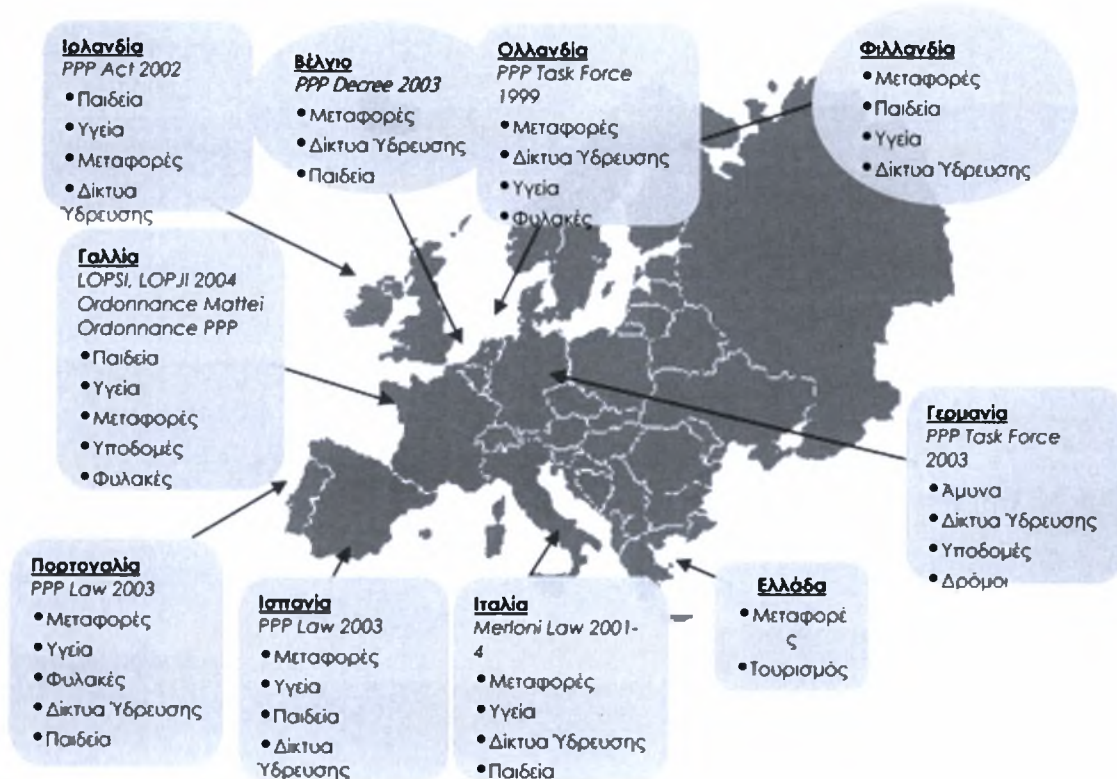 Ιρλανδία
PPP Act 2002
• Παιδεία
• Υγεία
• Μεταφορές
• Δίκτυα
Ύδρευσης
Βέλγιο
PPP Decree 2003
• Μεταφορές
• Δίκτυα Ύδρευσης
• Παιδεία
Ολλανδία
PPP Task Force
1999
• Μεταφορές
• Δίκτυα Ύδρευσης
• Υγεία
• Φυλακές
Φιλλανδία
• Μεταφορές
• Παιδεία
• Υγεία
• Δίκτυα Ύδρευσης
Γαλλία
LOPSI, LOPJI 2004
Ordonnance Mattei
Ordonnance PPP
• Παιδεία
• Υγεία
• Μεταφορές
• Υποδομές
• Φυλακές
Γερμανία
PPP Task Force
2003
• Άμυνα
• Δίκτυα Ύδρευσης
• Υποδομές
• Δρόμοι
Πορτογαλία
PPP Law 2003
• Μεταφορές
• Υγεία
• Φυλακές
• Δίκτυα Ύδρευσης
• Παιδεία
Ισπανία
PPP Law 2003
• Μεταφορές
• Υγεία
• Παιδεία
• Δίκτυα
Ύδρευσης
Ιταλία
Merloni Law 2001-
4
• Μεταφορές
• Υγεία
• Δίκτυα Ύδρευσης
• Παιδεία
Ελλάδα
• Μεταφορέ
ς
• Τουρισμός